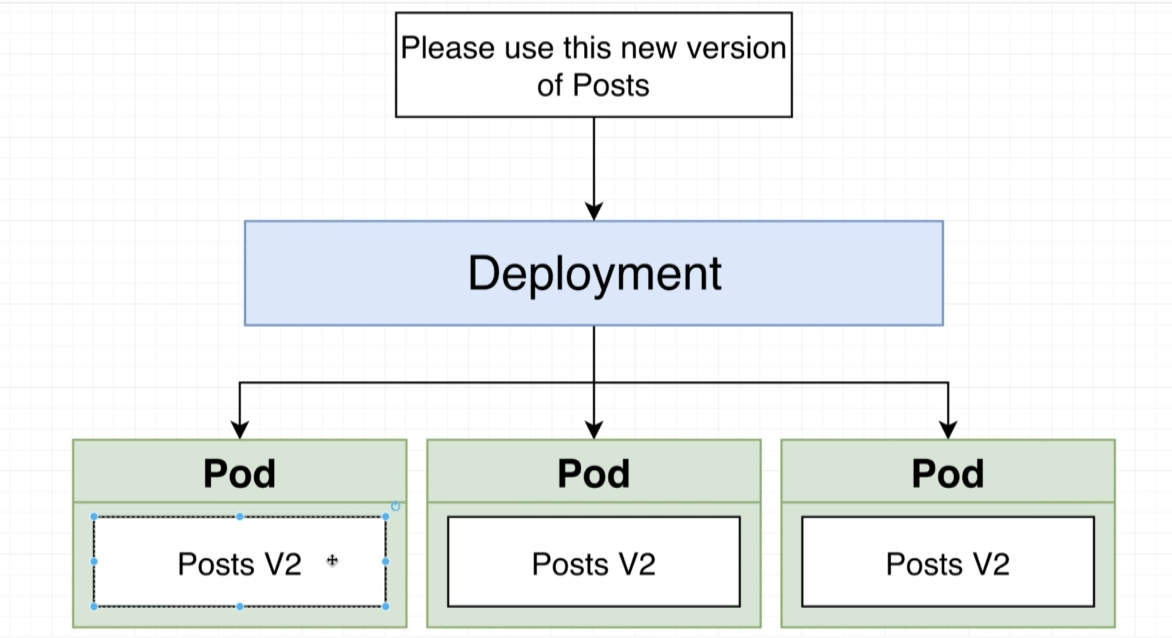 Please use this new version
of Posts
Deployment
Pod
Pod
Pod
Posts V2
Posts V2
Posts V2